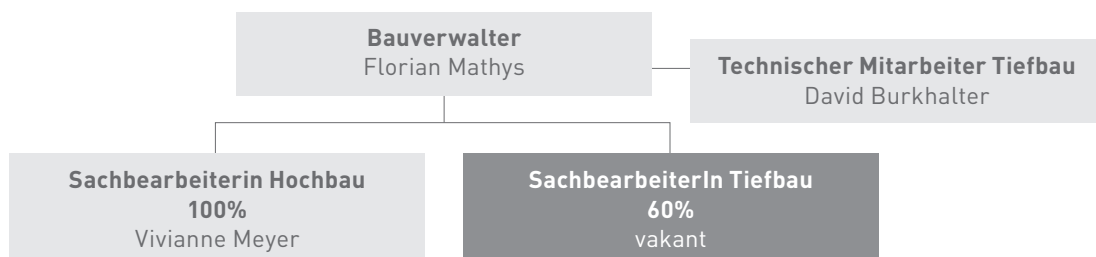 Bauverwalter
Florian Mathys
Technischer Mitarbeiter Tiefbau
David Burkhalter
Sachbearbeiterin Hochbau
100%
Vivianne Meyer
SachbearbeiterIn Tiefbau
60%
vakant